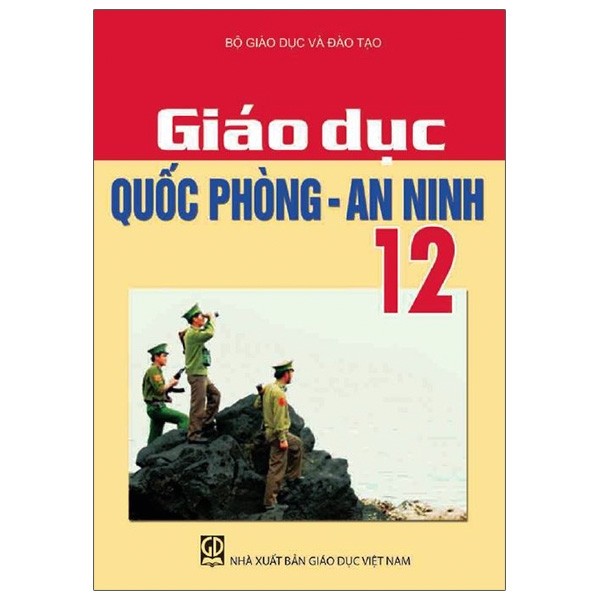 BỘ GIÁO DỤC VÀ ĐÀO TẠO
Giáo dục
QUỐC PHÒNG - AN NINH
12
GD
NHÀ XUẤT BẢN GIÁO DỤC VIỆT NAM